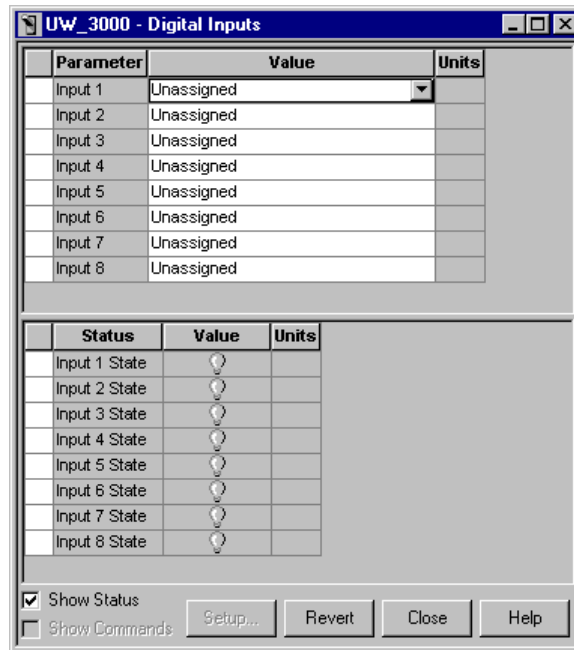 UW_3000 - Digital Inputs
Parameter Value Units
Input 1 Unassigned
Input 2 Unassigned
Input 3 Unassigned
Input 4 Unassigned
Input 5 Unassigned
Input 6 Unassigned
Input 7 Unassigned
Input 8 Unassigned
Status Value Units
Input 1 State
Input 2 State
Input 3 State
Input 4 State
Input 5 State
Input 6 State
Input 7 State
Input 8 State
Show Status
Show Commands
Setup... Revert Close Help